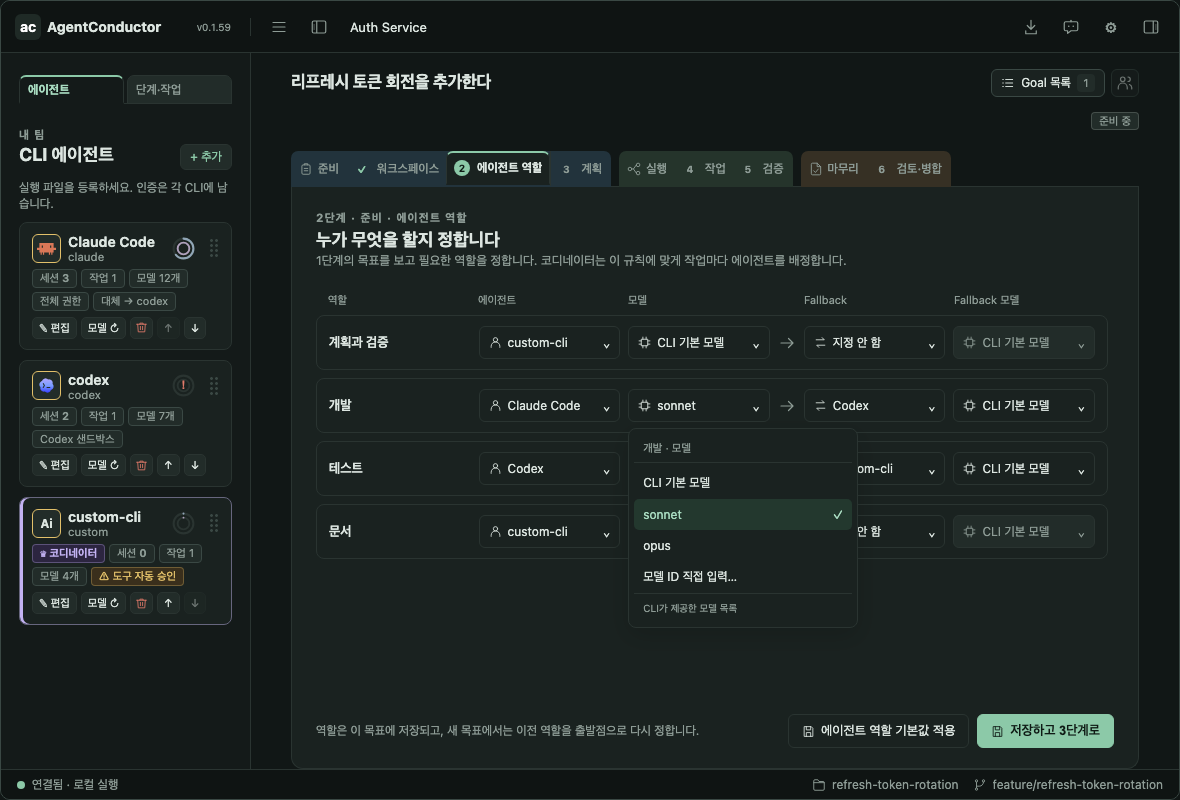 ac AgentConductor v0.1.59 Auth Service
에이전트 단계·작업
내 팀
CLI 에이전트 + 추가
실행 파일을 등록하세요. 인증은 각 CLI에 남
습니다.
Claude Code
claude
세션 3 작업 1 모델 12개
전체 권한 대체 → codex
편집 모델
codex
codex
세션 2 작업 1 모델 7개
Codex 샌드박스
편집 모델
Ai custom-cli
custom
코디네이터 세션 0 작업 1
모델 4개 도구 자동 승인
편집 모델
리프레시 토큰 회전을 추가한다
Goal 목록 1
준비 중
준비 워크스페이스 2 에이전트 역할 3 계획 실행 4 작업 5 검증 마무리 6 검토·병합
2단계 · 준비 · 에이전트 역할
누가 무엇을 할지 정합니다
1단계의 목표를 보고 필요한 역할을 정합니다. 코디네이터는 이 규칙에 맞게 작업마다 에이전트를 배정합니다.
역할 에이전트 모델 Fallback Fallback 모델
계획과 검증 custom-cli CLI 기본 모델 → 지정 안 함 CLI 기본 모델
개발 Claude Code sonnet → Codex CLI 기본 모델
테스트 Codex om-cli CLI 기본 모델
문서 custom-cli 안 함 CLI 기본 모델
개발 · 모델
CLI 기본 모델
sonnet
opus
모델 ID 직접 입력...
CLI가 제공한 모델 목록
역할은 이 목표에 저장되고, 새 목표에서는 이전 역할을 출발점으로 다시 정합니다.
에이전트 역할 기본값 적용 저장하고 3단계로
연결됨 · 로컬 실행 refresh-token-rotation feature/refresh-token-rotation